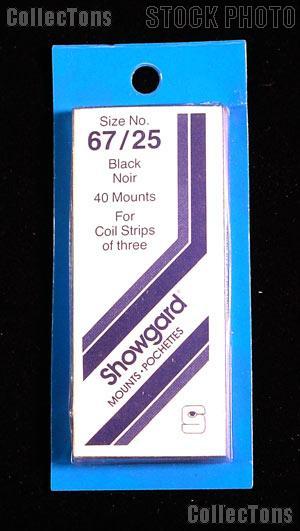 CollecTons STOCK PHOTO
Size No.
67/25
Black
Noir
40 Mounts
For
Coil Strips
of three
Showgard®
MOUNTS • POCHETTES
S
CollecTons
CollecTons